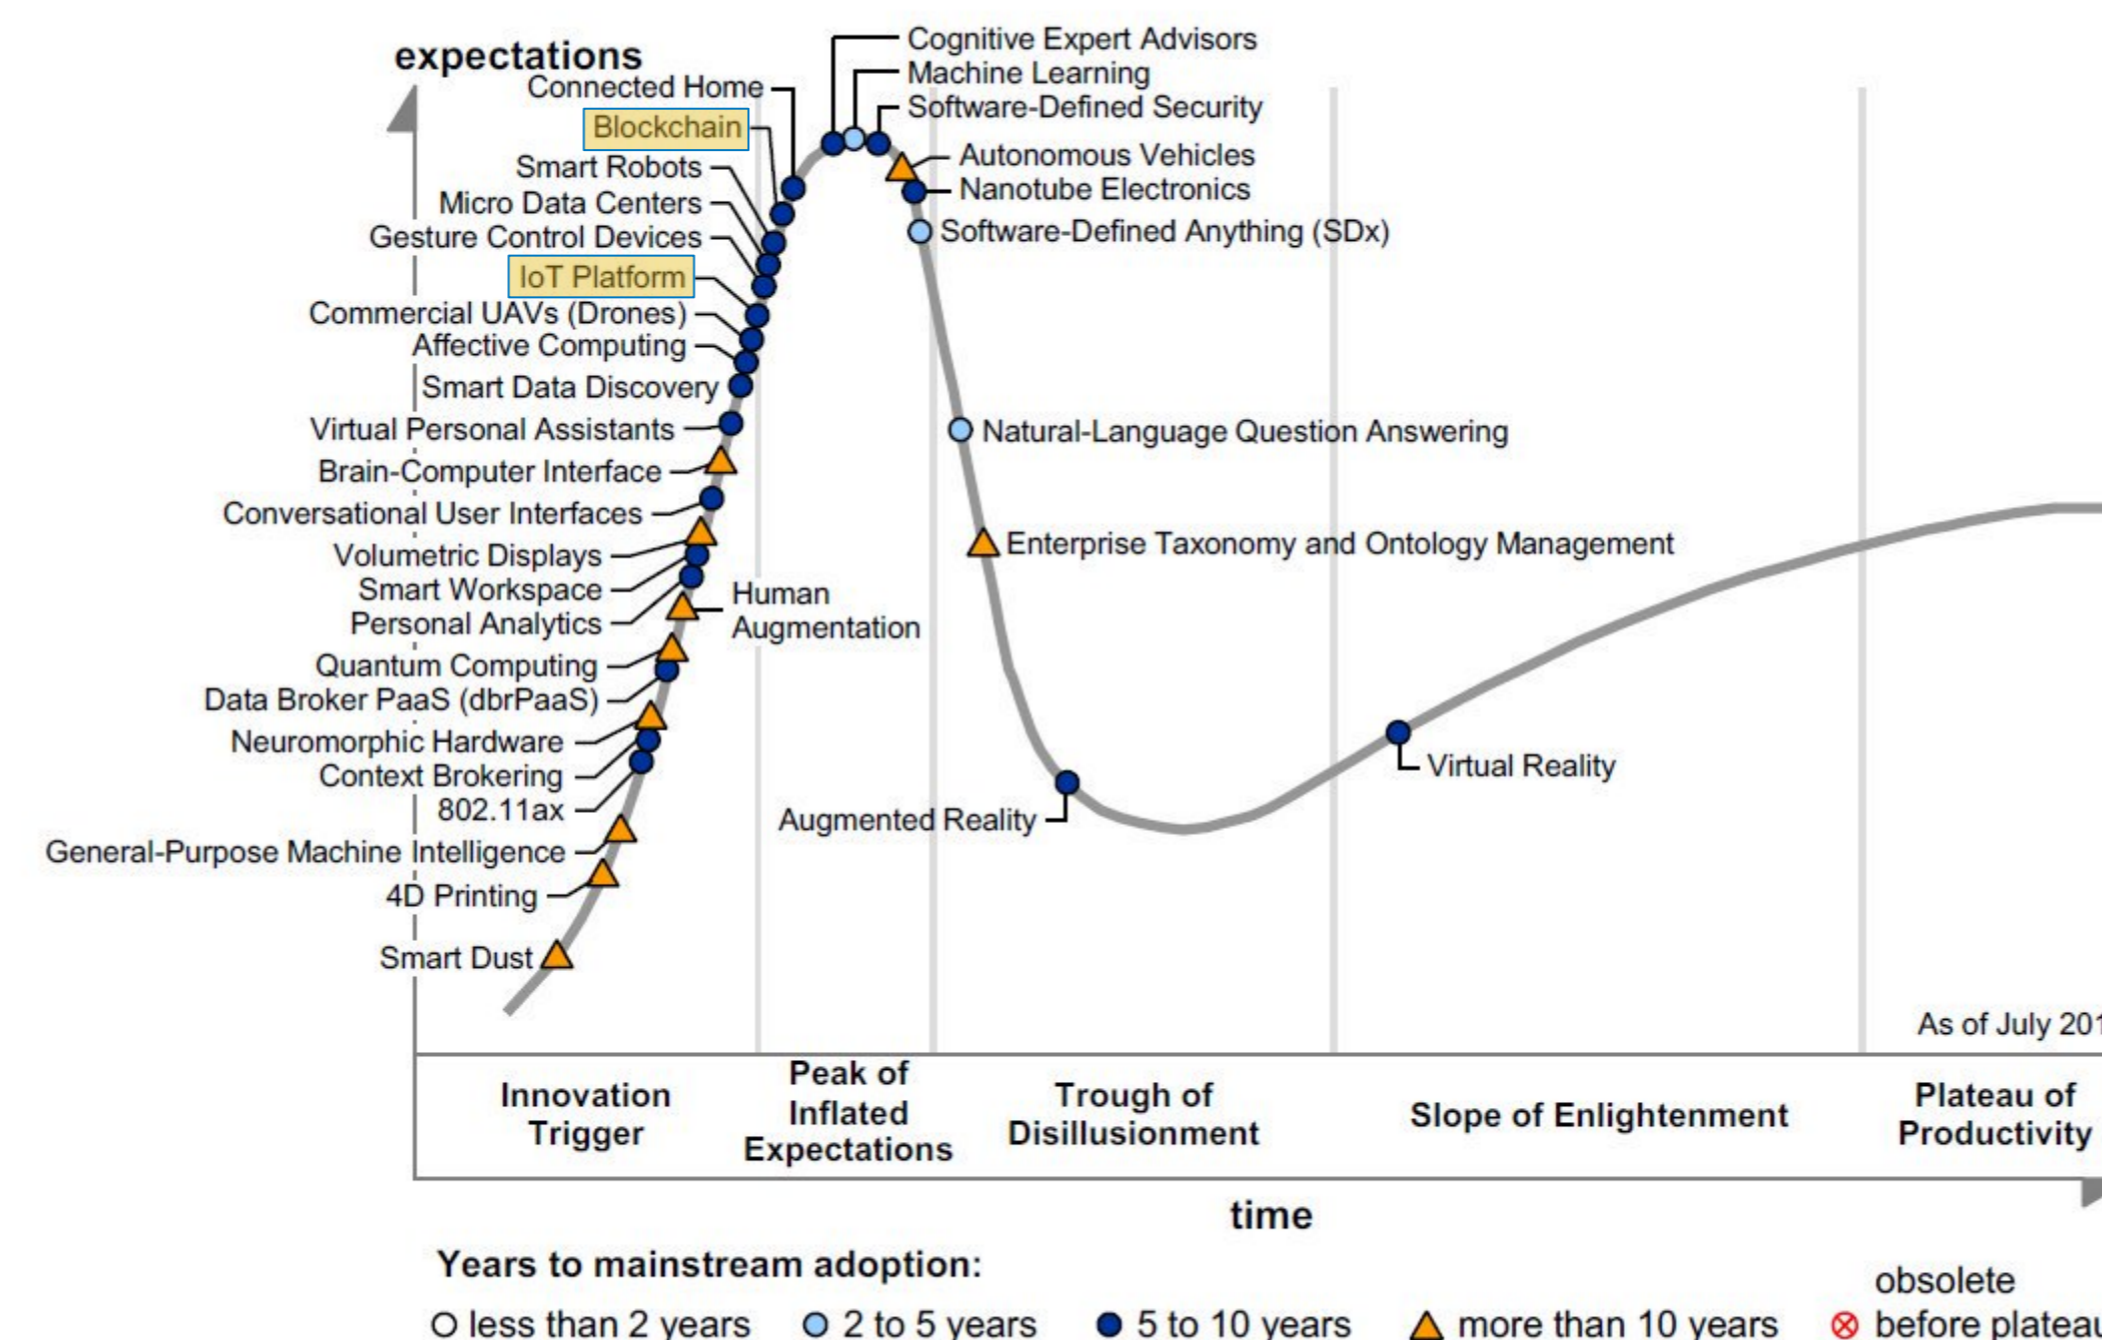 expectations
Connected Home
Blockchain
Smart Robots
Micro Data Centers
Gesture Control Devices
IoT Platform
Commercial UAVs (Drones)
Affective Computing
Smart Data Discovery
Virtual Personal Assistants
Brain-Computer Interface
Conversational User Interfaces
Volumetric Displays
Smart Workspace
Personal Analytics
Quantum Computing
Data Broker PaaS (dbrPaaS)
Neuromorphic Hardware
Context Brokering
802.11ax
General-Purpose Machine Intelligence
4D Printing
Smart Dust
Human
Augmentation
Cognitive Expert Advisors
Machine Learning
Software-Defined Security
Autonomous Vehicles
Nanotube Electronics
Software-Defined Anything (SDx)
Natural-Language Question Answering
Enterprise Taxonomy and Ontology Management
Augmented Reality
Virtual Reality
As of July 201
Innovation
Trigger
Peak of
Inflated
Expectations
Trough of
Disillusionment
Slope of Enlightenment
Plateau of
Productivity
time
Years to mainstream adoption:
less than 2 years
2 to 5 years
5 to 10 years
more than 10 years
obsolete
before plateau